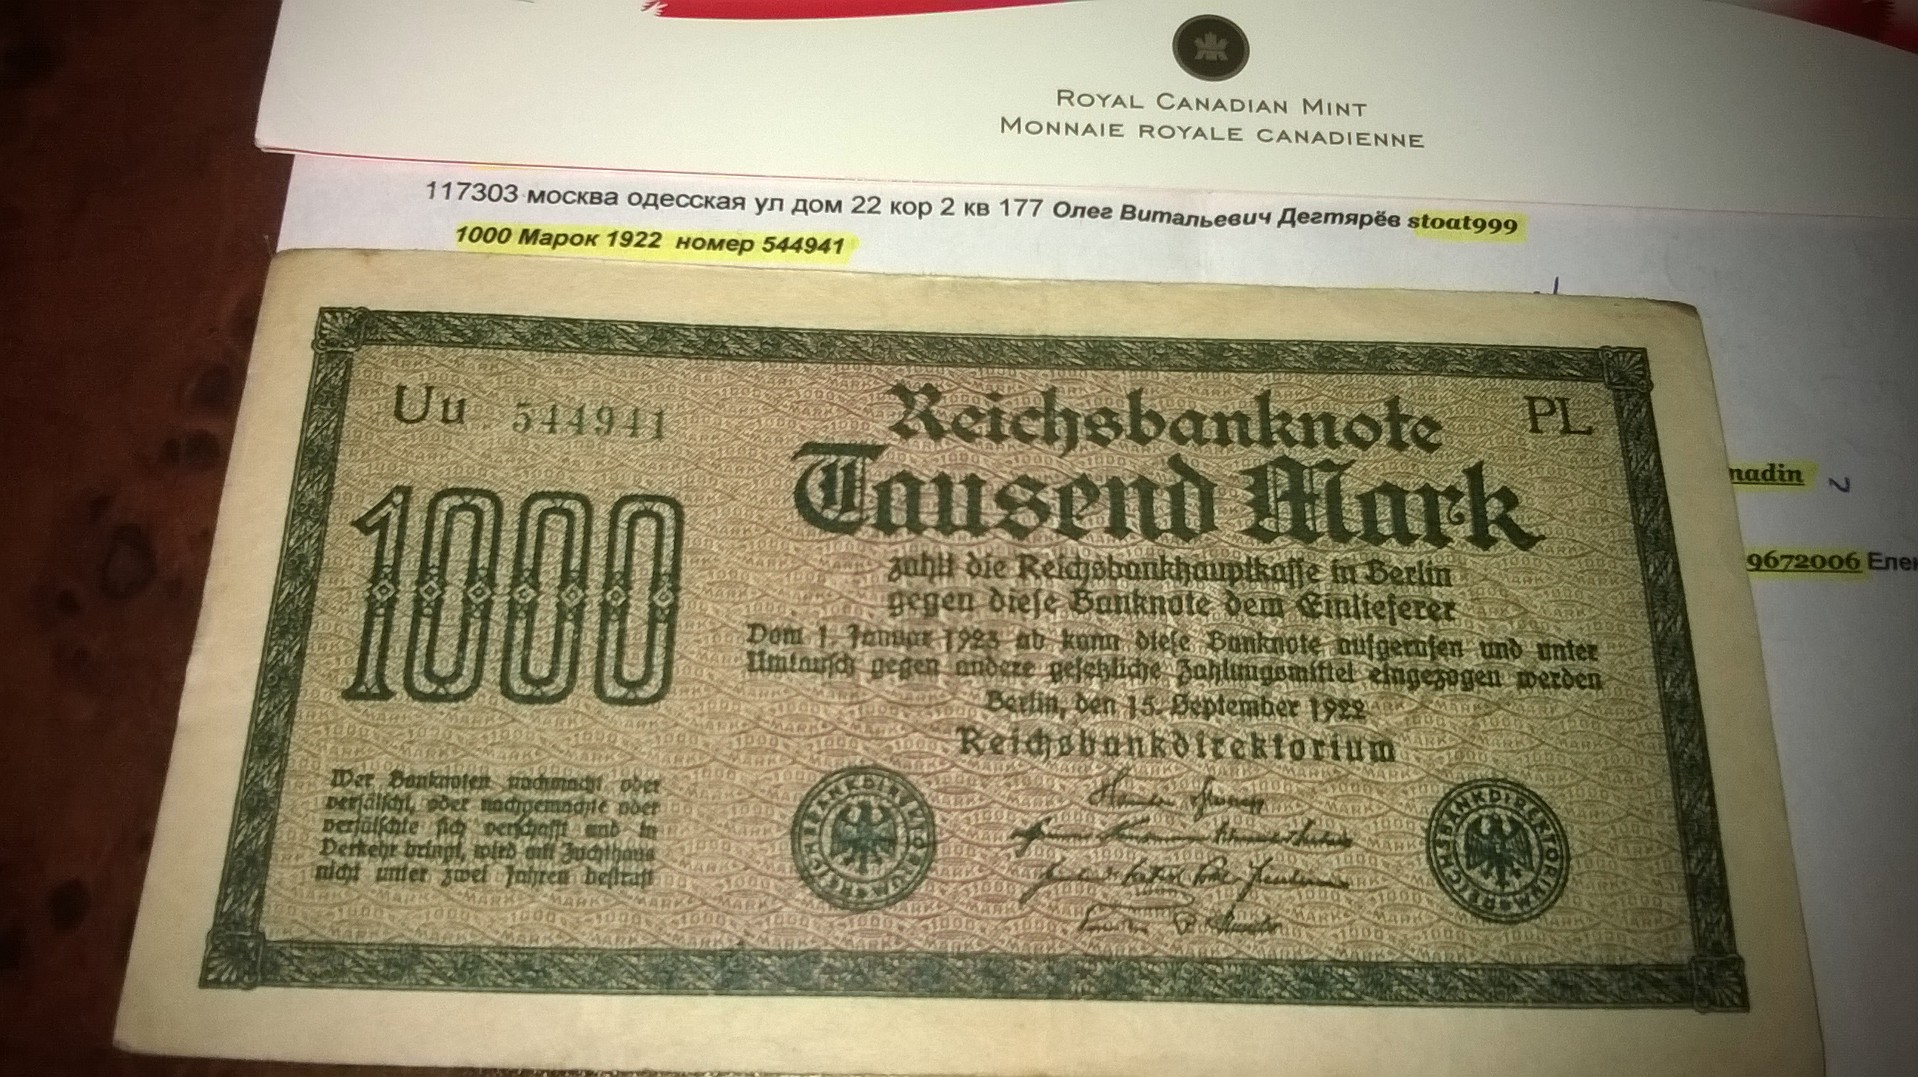 ROYAL CANADIAN MINT
MONNAIE ROYALE CANADIENNE
117303 москва одесская ул дом 22 кор 2 кв 177 Олег Витальевич Дегтярёв stoat999
1000 Марок 1922 номер 544941
Uu 544941
PL
Reichsbanknote
Tausend Mark
1000
zahlt die Reichsbankhauptkasse in Berlin
gegen diese Banknote dem Einlieferer
Vom 1. Januar 1923 ab kann diese Banknote aufgerufen und unter
Umtausch gegen andere gesetzliche Zahlungsmittel eingezogen werden
Berlin, den 15. September 1922
Reichsbankdirektorium
Wer Banknoten nachmacht oder
verfälscht, oder nachgemachte oder
verfälschte sich verschafft und in
Verkehr bringt, wird mit Zuchthaus
nicht unter zwei Jahren bestraft
REICHSBANKDIREKTORIUM
REICHSBANKDIREKTORIUM
nadin 2
9672006 Елен